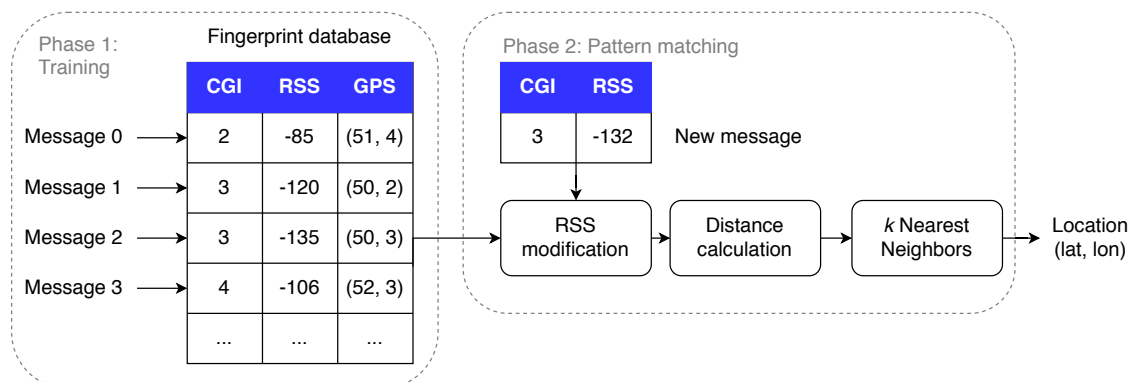 Phase 1:
Training
Fingerprint database
CGI RSS GPS
Message 0 2 -85 (51, 4)
Message 1 3 -120 (50, 2)
Message 2 3 -135 (50, 3)
Message 3 4 -106 (52, 3)
... ... ...
Phase 2: Pattern matching
CGI RSS
3 -132 New message
RSS
modification
Distance
calculation
k Nearest
Neighbors
Location
(lat, lon)